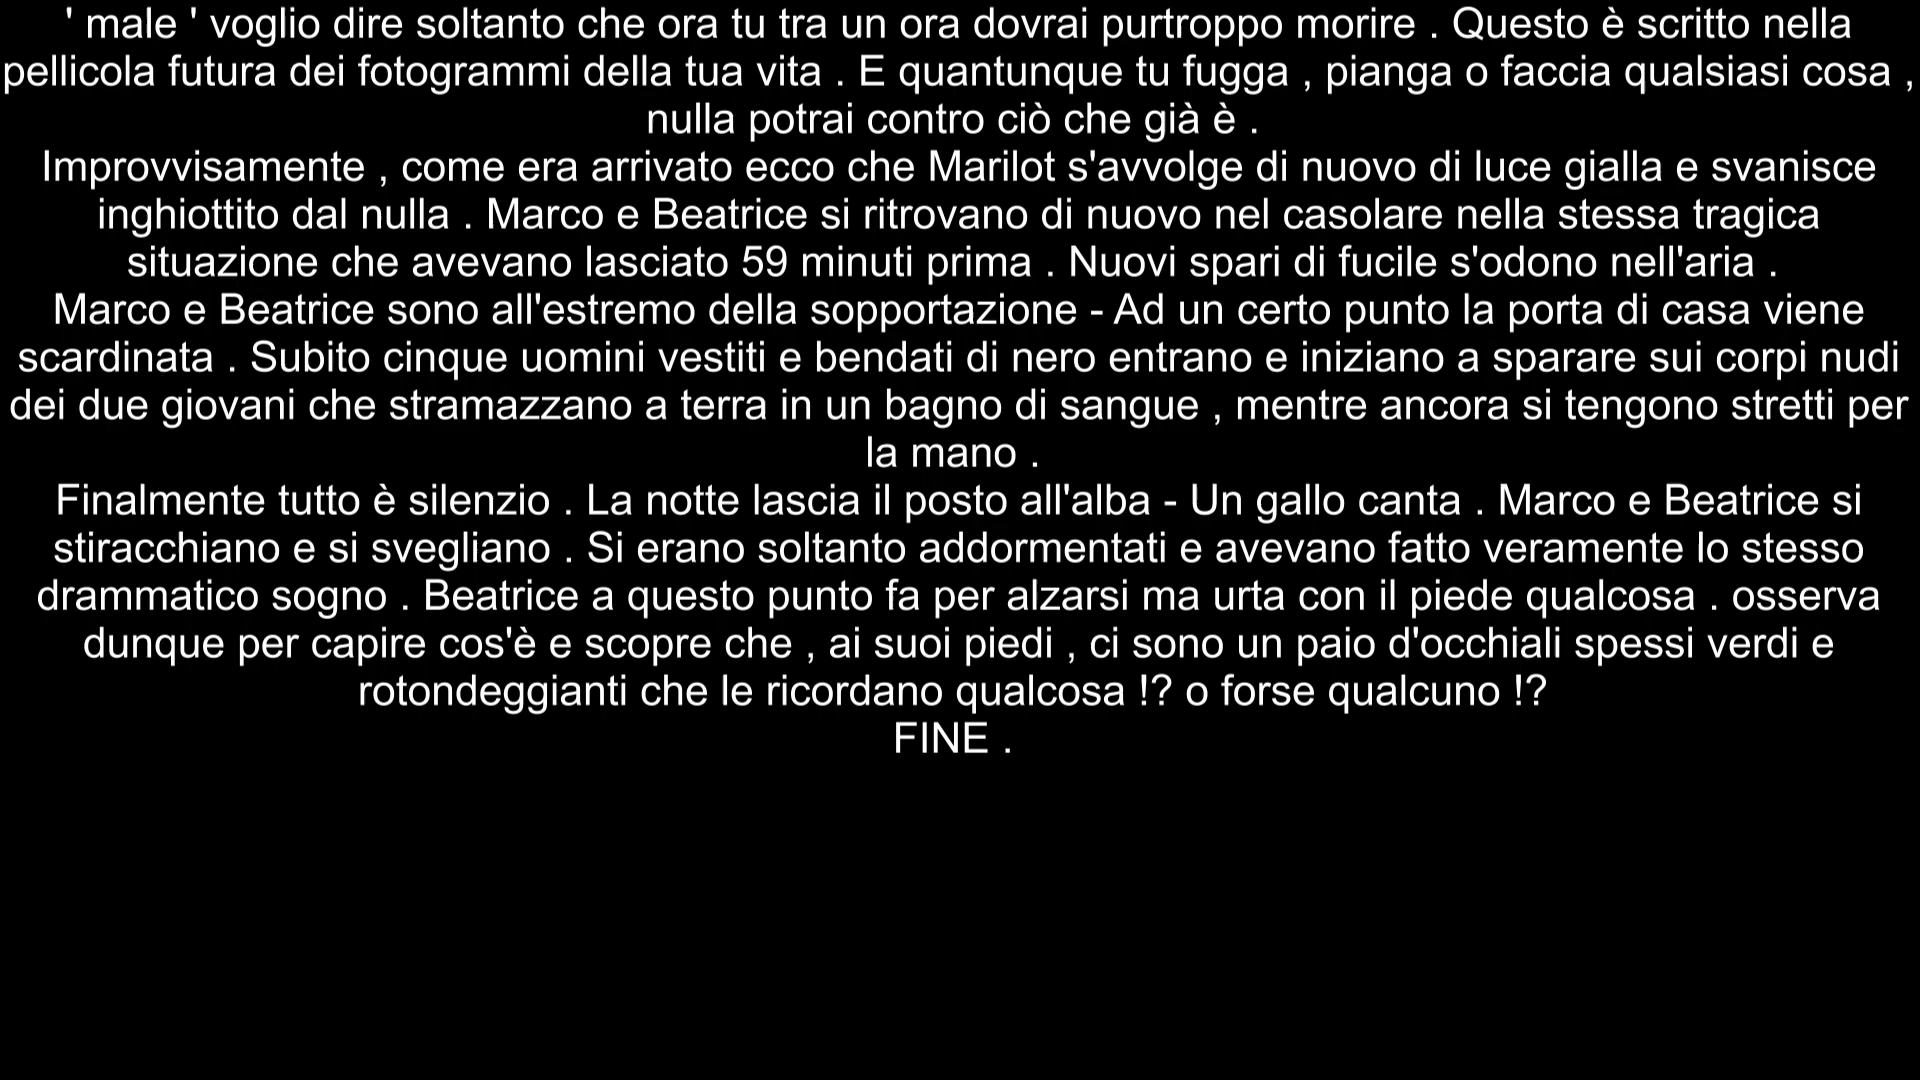 ' male ' voglio dire soltanto che ora tu tra un ora dovrai purtroppo morire . Questo è scritto nella
pellicola futura dei fotogrammi della tua vita . E quantunque tu fugga , pianga o faccia qualsiasi cosa ,
nulla potrai contro ciò che già è .
Improvvisamente , come era arrivato ecco che Marilot s'avvolge di nuovo di luce gialla e svanisce
inghiottito dal nulla . Marco e Beatrice si ritrovano di nuovo nel casolare nella stessa tragica
situazione che avevano lasciato 59 minuti prima . Nuovi spari di fucile s'odono nell'aria .
Marco e Beatrice sono all'estremo della sopportazione - Ad un certo punto la porta di casa viene
scardinata . Subito cinque uomini vestiti e bendati di nero entrano e iniziano a sparare sui corpi nudi
dei due giovani che stramazzano a terra in un bagno di sangue , mentre ancora si tengono stretti per
la mano .
Finalmente tutto è silenzio . La notte lascia il posto all'alba - Un gallo canta . Marco e Beatrice si
stiracchiano e si svegliano . Si erano soltanto addormentati e avevano fatto veramente lo stesso
drammatico sogno . Beatrice a questo punto fa per alzarsi ma urta con il piede qualcosa . osserva
dunque per capire cos'è e scopre che , ai suoi piedi , ci sono un paio d'occhiali spessi verdi e
rotondeggianti che le ricordano qualcosa !? o forse qualcuno !?
FINE .